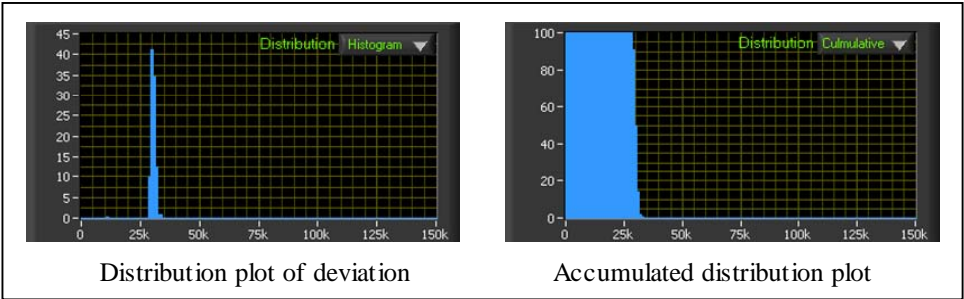 Distribution Histogram
45
40
35
30
25
20
15
10
5
0
0 25k 50k 75k 100k 125k 150k
Distribution Culmulative
100
80
60
40
20
0
0 25k 50k 75k 100k 125k 150k
Distribution plot of deviation
Accumulated distribution plot